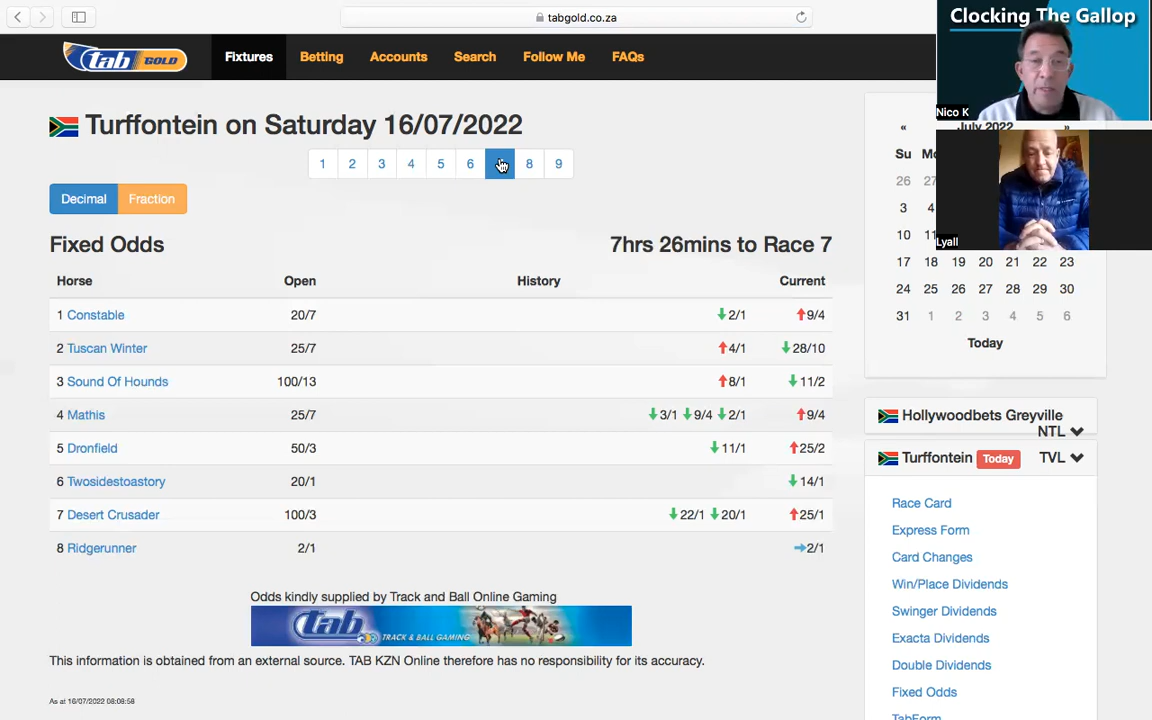 tabgold.co.za
Clocking The Gallop
tab GOLD
Fixtures
Betting
Accounts
Search
Follow Me
FAQs
Nico K
Lyall
Turffontein on Saturday 16/07/2022
1 2 3 4 5 6 8 9
Decimal Fraction
Fixed Odds
7hrs 26mins to Race 7
Horse Open History Current
1 Constable 20/7 2/1 9/4
2 Tuscan Winter 25/7 4/1 28/10
3 Sound Of Hounds 100/13 8/1 11/2
4 Mathis 25/7 3/1 9/4 2/1 9/4
5 Dronfield 50/3 11/1 25/2
6 Twosidestoastory 20/1 14/1
7 Desert Crusader 100/3 22/1 20/1 25/1
8 Ridgerunner 2/1 2/1
Odds kindly supplied by Track and Ball Online Gaming
tab TRACK & BALL GAMING
This information is obtained from an external source. TAB KZN Online therefore has no responsibility for its accuracy.
As at 16/07/2022 08:08:58
« July 2022 »
Su Mo
26 27
3 4
10 11
17 18 19 20 21 22 23
24 25 26 27 28 29 30
31 1 2 3 4 5 6
Today
Hollywoodbets Greyville
NTL
Turffontein Today TVL
Race Card
Express Form
Card Changes
Win/Place Dividends
Swinger Dividends
Exacta Dividends
Double Dividends
Fixed Odds
TabForm